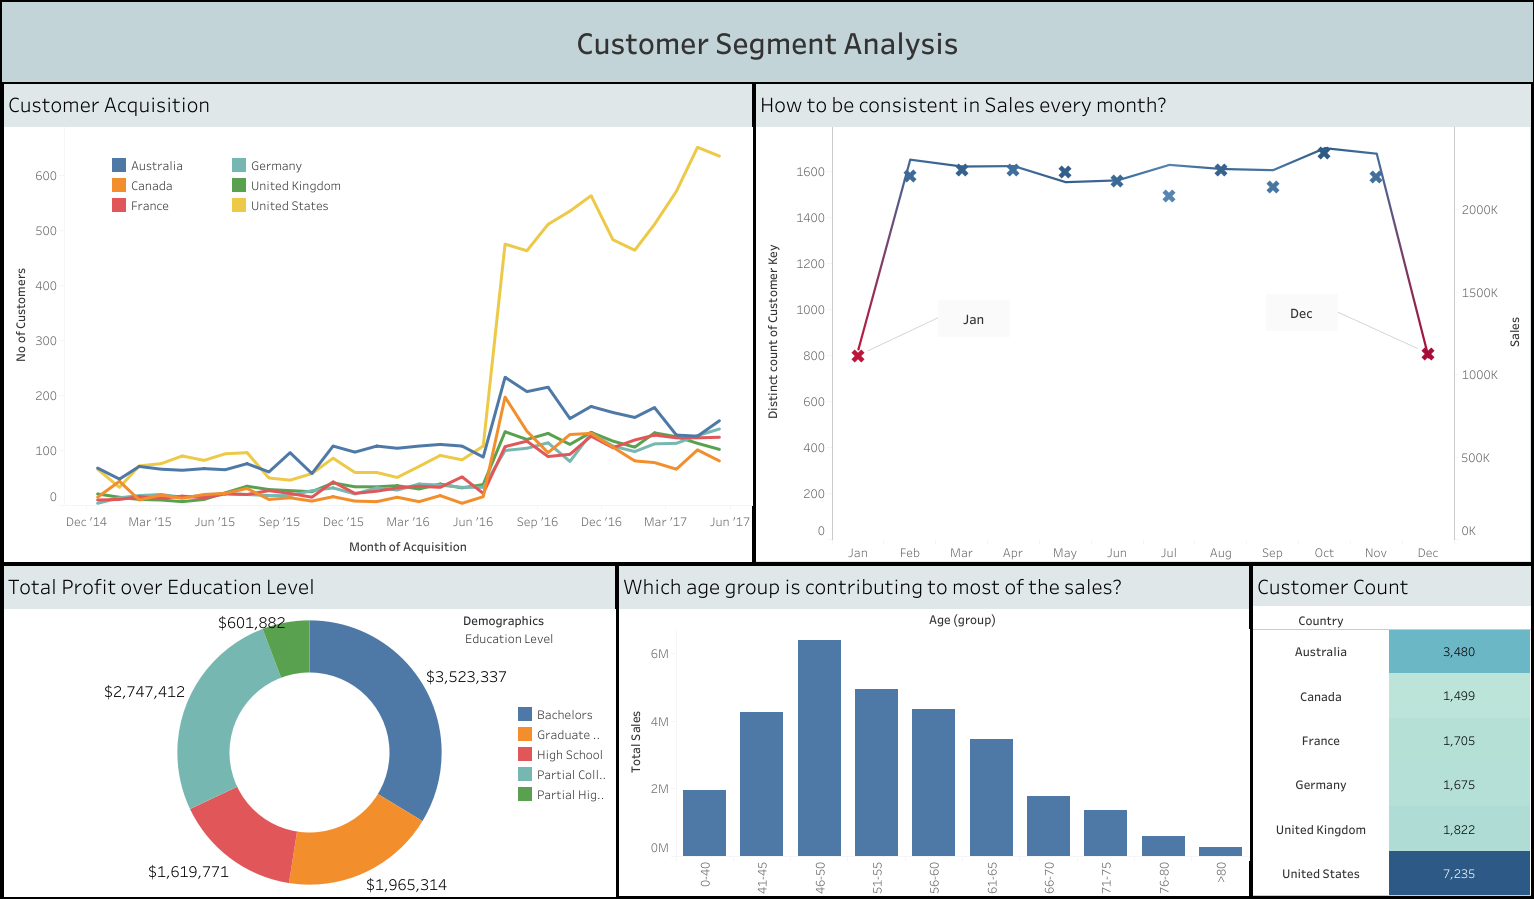 Customer Segment Analysis
Customer Acquisition
Australia
Canada
France
Germany
United Kingdom
United States
No of Customers
600
500
400
300
200
100
0
Dec '14 Mar '15 Jun '15 Sep '15 Dec '15 Mar '16 Jun '16 Sep '16 Dec '16 Mar '17 Jun '17
Month of Acquisition
How to be consistent in Sales every month?
Distinct count of Customer Key
1600
1400
1200
1000
800
600
400
200
0
Jan
Dec
2000K
1500K
1000K
500K
0K
Sales
Jan Feb Mar Apr May Jun Jul Aug Sep Oct Nov Dec
Total Profit over Education Level
$601,882
$3,523,337
$2,747,412
$1,619,771
$1,965,314
Demographics
Education Level
Bachelors
Graduate ..
High School
Partial Coll..
Partial Hig..
Which age group is contributing to most of the sales?
Age (group)
Total Sales
6M
4M
2M
0M
0-40 41-45 46-50 51-55 56-60 61-65 66-70 71-75 76-80 >80
Customer Count
Country
Australia 3,480
Canada 1,499
France 1,705
Germany 1,675
United Kingdom 1,822
United States 7,235